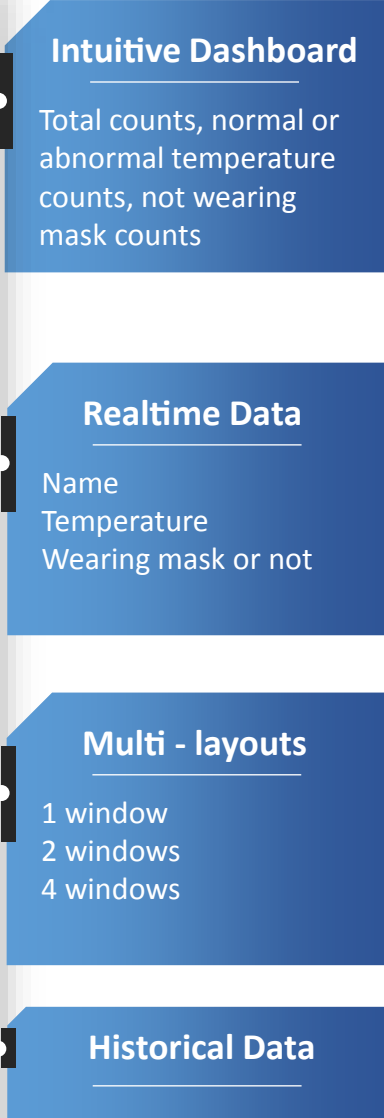 Intuitive Dashboard
Total counts, normal or
abnormal temperature
counts, not wearing
mask counts
Realtime Data
Name
Temperature
Wearing mask or not
Multi - layouts
1 window
2 windows
4 windows
Historical Data